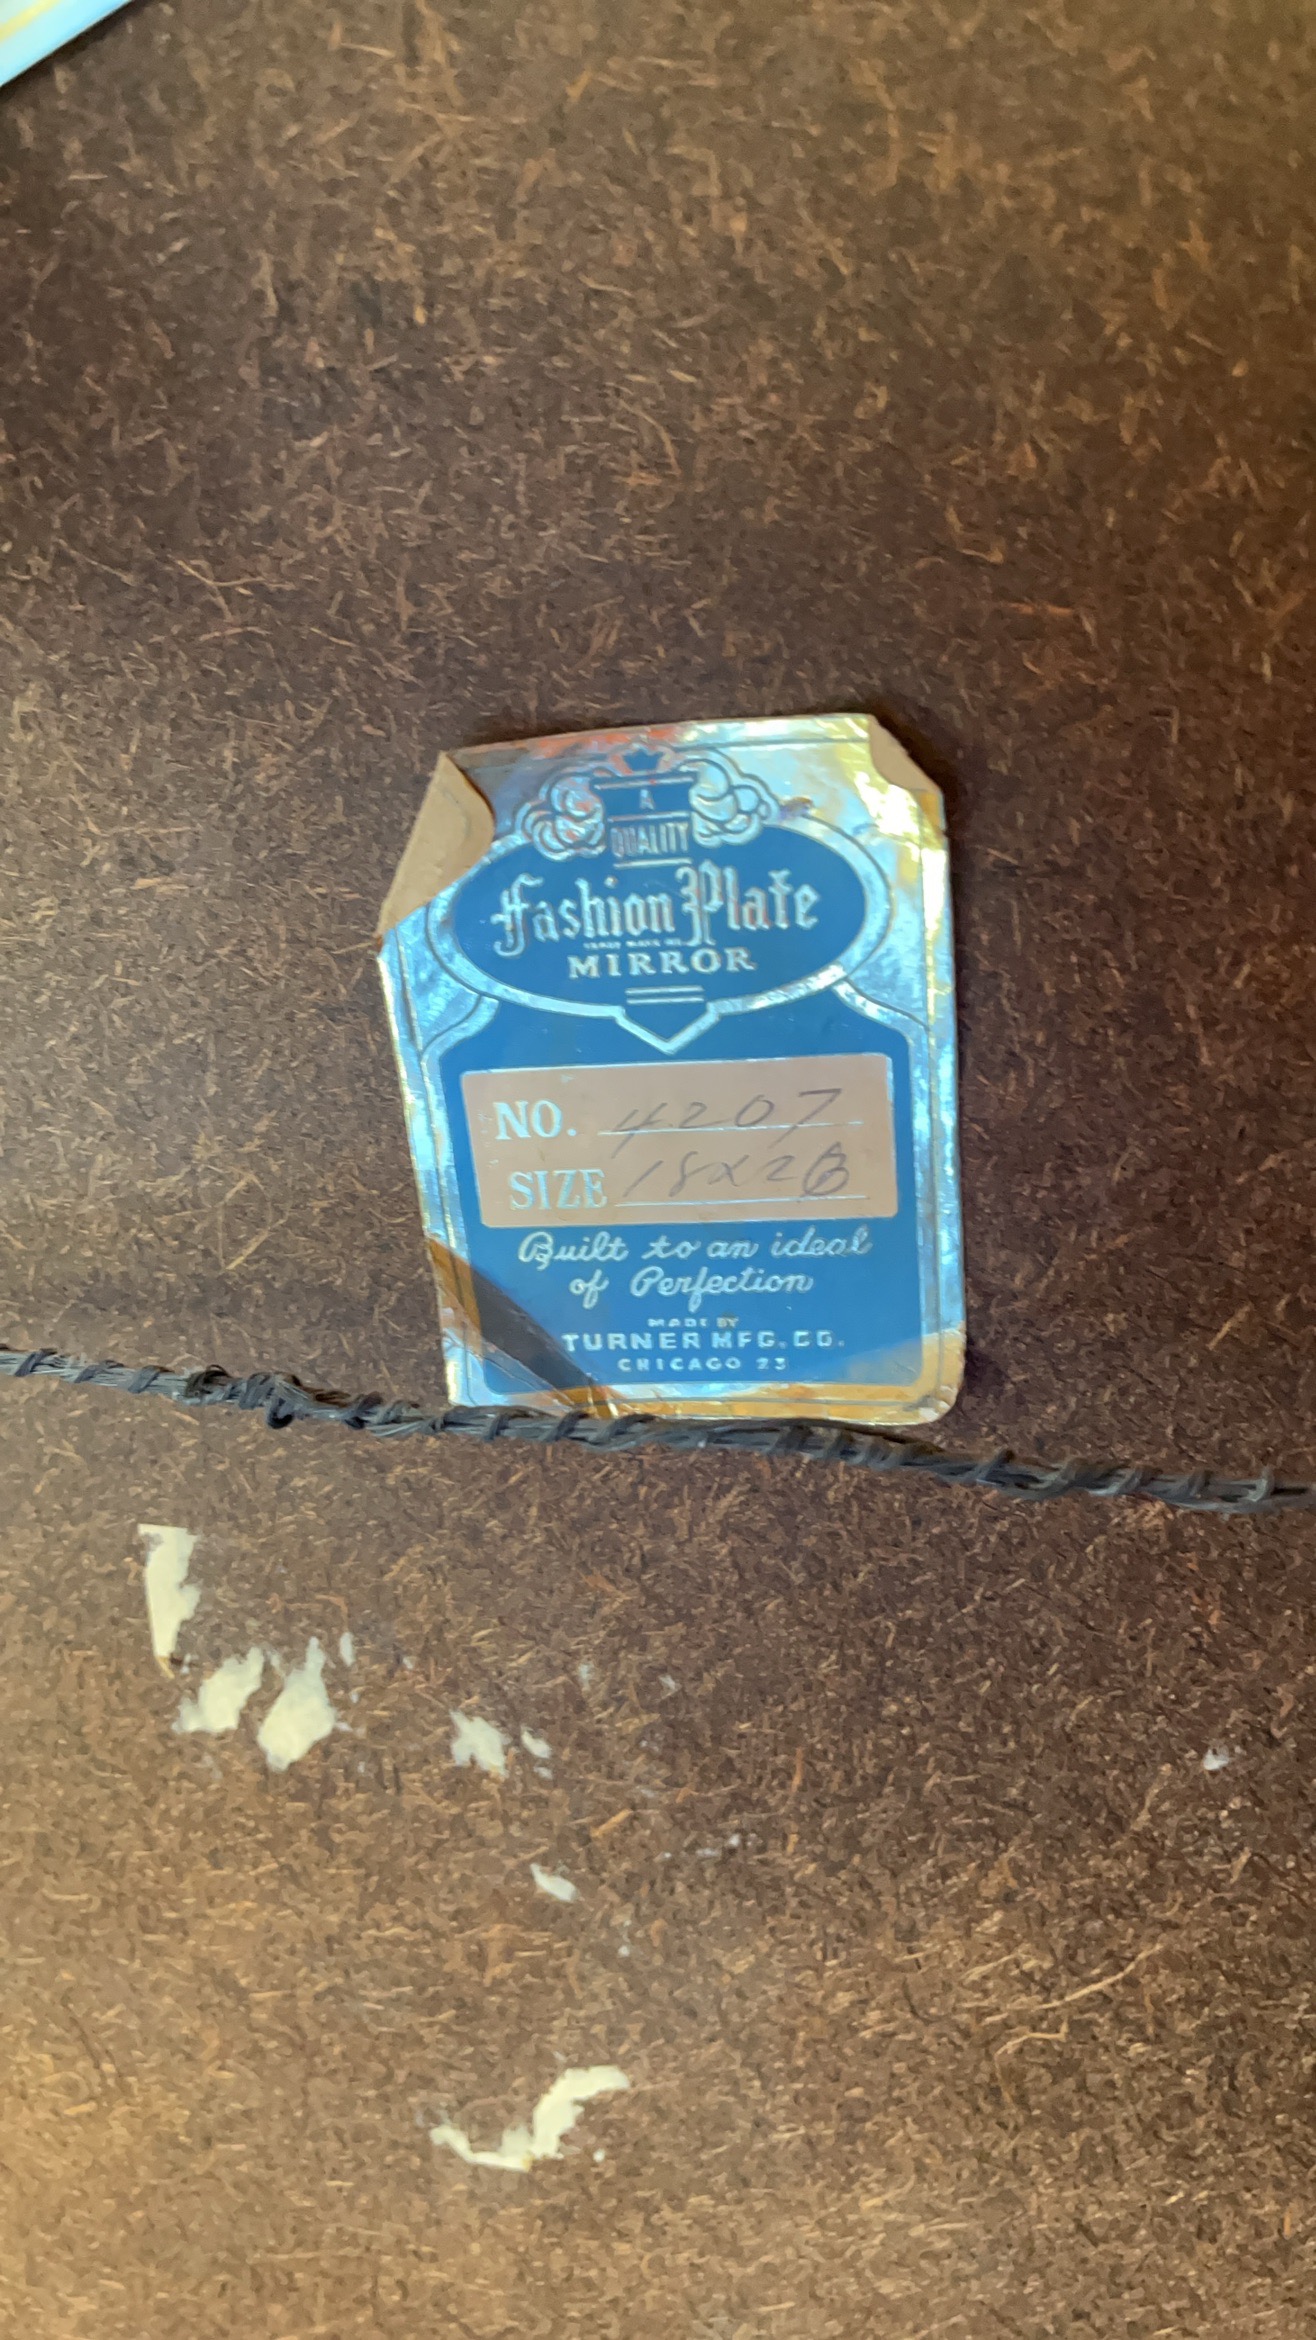 A
QUALITY
Fashion Plate
MIRROR
NO. 4207
SIZE
Built to an ideal
of Perfection
MADE BY
TURNER MFG. CO.
CHICAGO 23